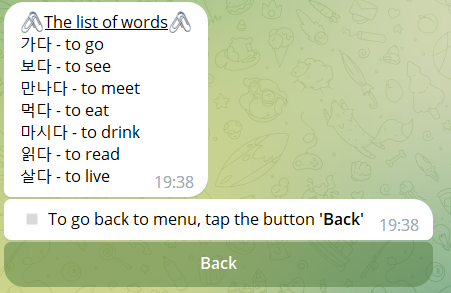 🖇️The list of words🖇️
가다 - to go
보다 - to see
만나다 - to meet
먹다 - to eat
마시다 - to drink
읽다 - to read
살다 - to live
19:38
◽ To go back to menu, tap the button 'Back'
19:38
Back